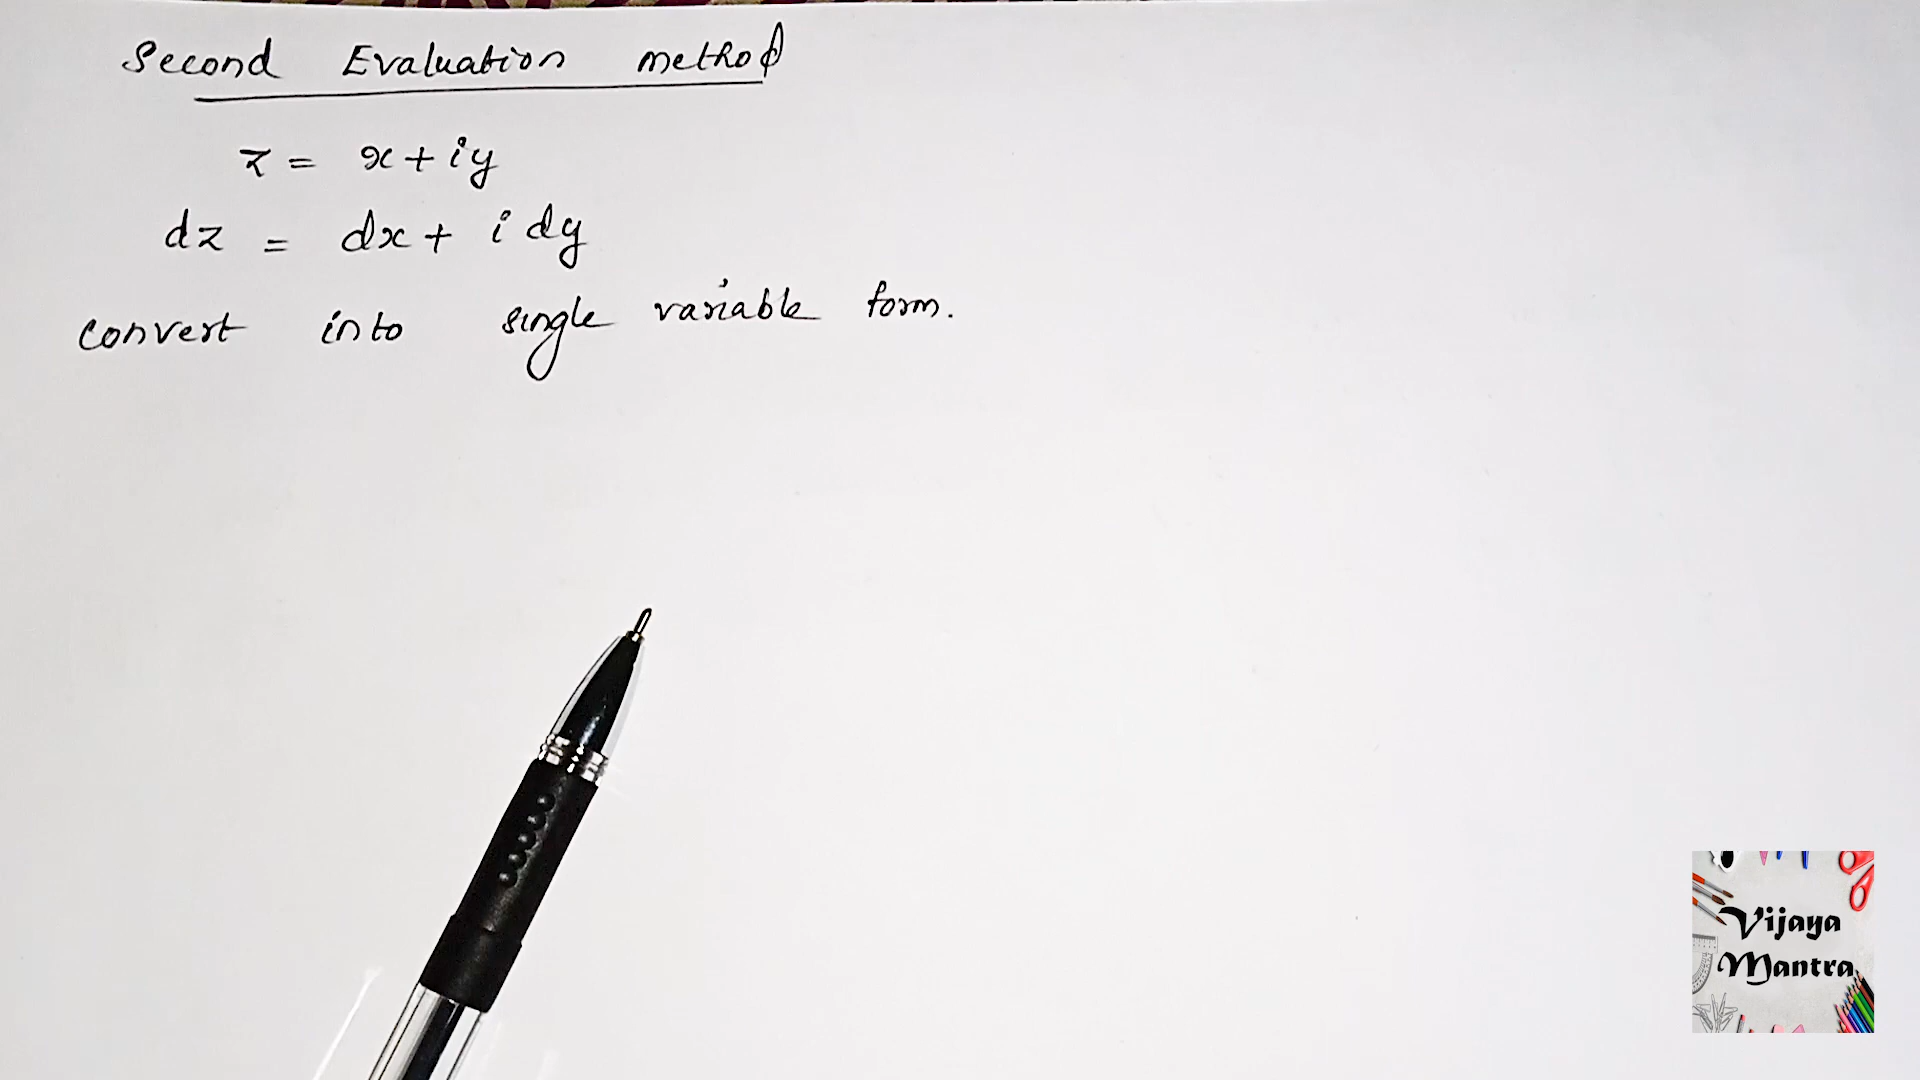 Second Evaluation method
z = x + iy
dz = dx + i dy
convert into single variable form.
Vijaya
Mantra